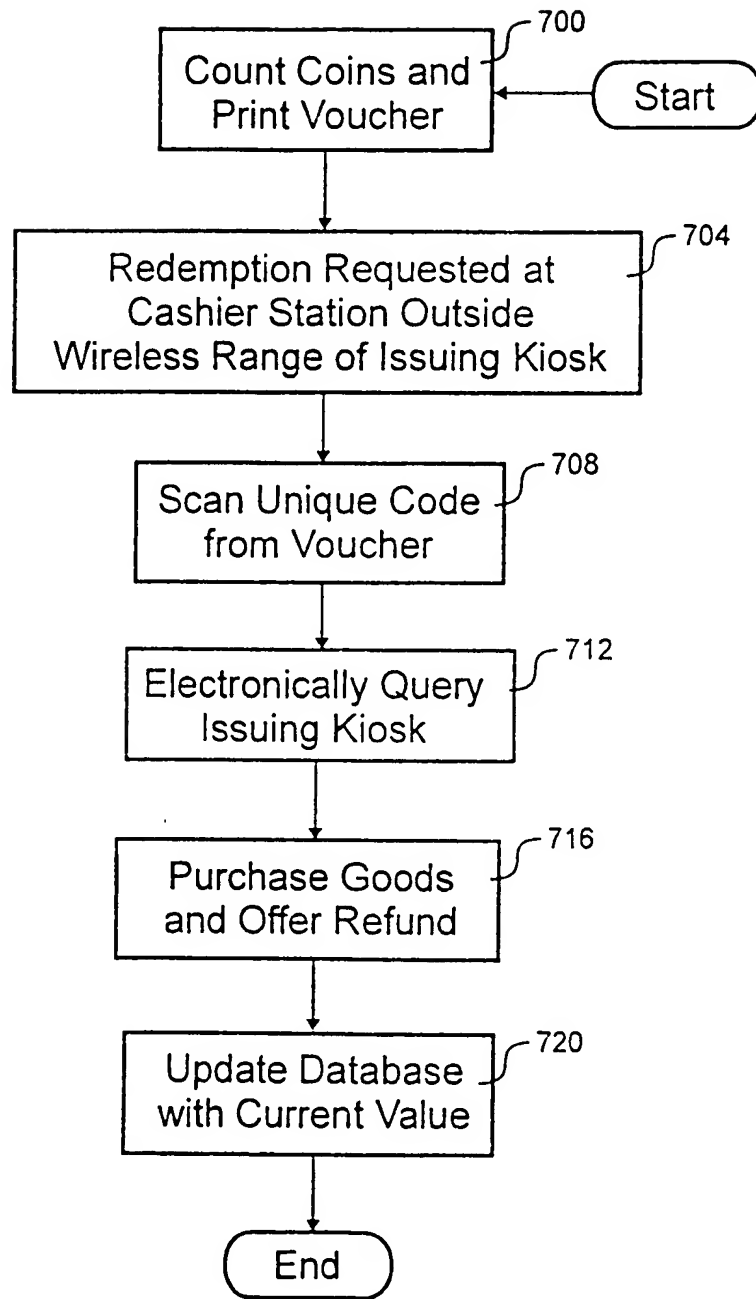 700
Count Coins and
Print Voucher
Start
704
Redemption Requested at
Cashier Station Outside
Wireless Range of Issuing Kiosk
708
Scan Unique Code
from Voucher
712
Electronically Query
Issuing Kiosk
716
Purchase Goods
and Offer Refund
720
Update Database
with Current Value
End